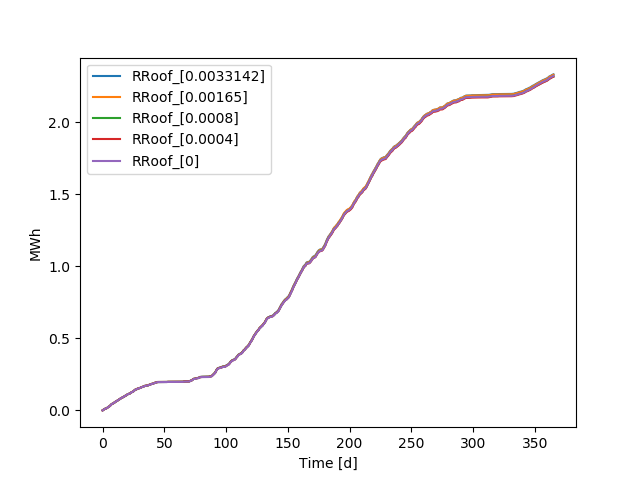 RRoof_[0.0033142]
RRoof_[0.00165]
RRoof_[0.0008]
RRoof_[0.0004]
RRoof_[0]
MWh
2.0
1.5
1.0
0.5
0.0
0 50 100 150 200 250 300 350
Time [d]